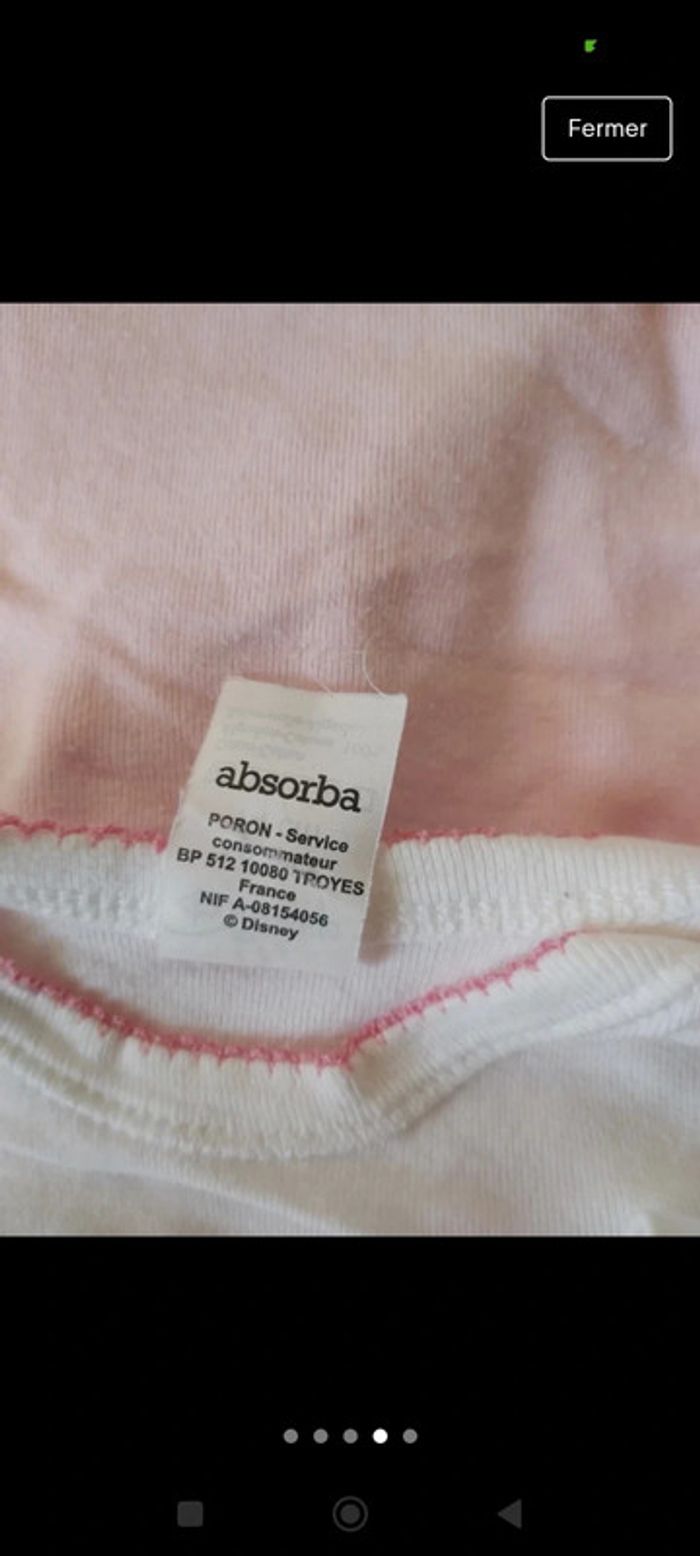 Fermer
absorba
PORON - Service
consommateur
BP 512 10080 TROYES
France
NIF A-08154056
© Disney